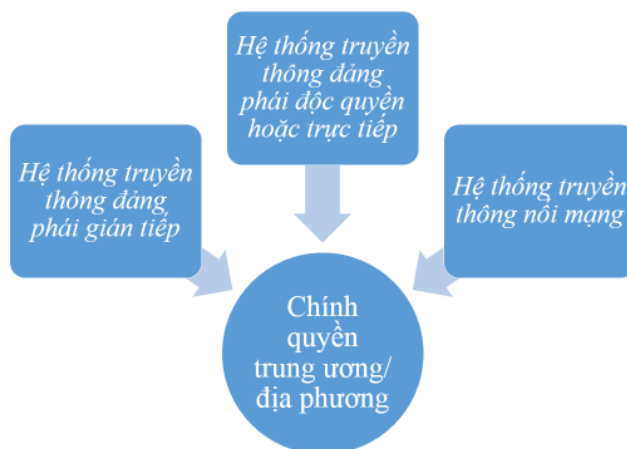 Hệ thống truyền
thông đảng
phái gián tiếp
Hệ thống truyền
thông đảng
phái độc quyền
hoặc trực tiếp
Hệ thống truyền
thông nối mạng
Chính
quyền
trung ương/
địa phương